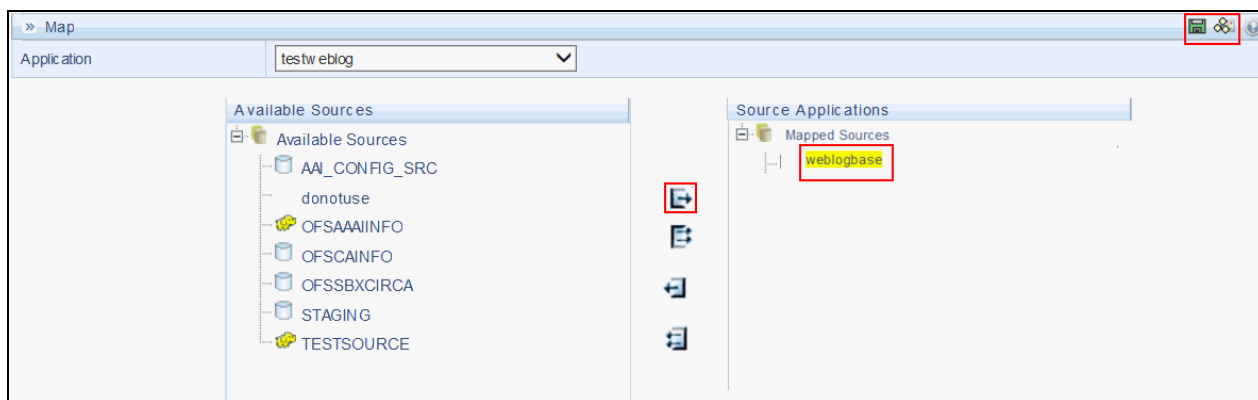 » Map
Application
testweblog
Available Sources
Source Applications
Available Sources
AAI_CONFIG_SRC
donotuse
OFSAAAIINFO
OFSCAINFO
OFSSBXCIRCA
STAGING
TESTSOURCE
Mapped Sources
weblogbase